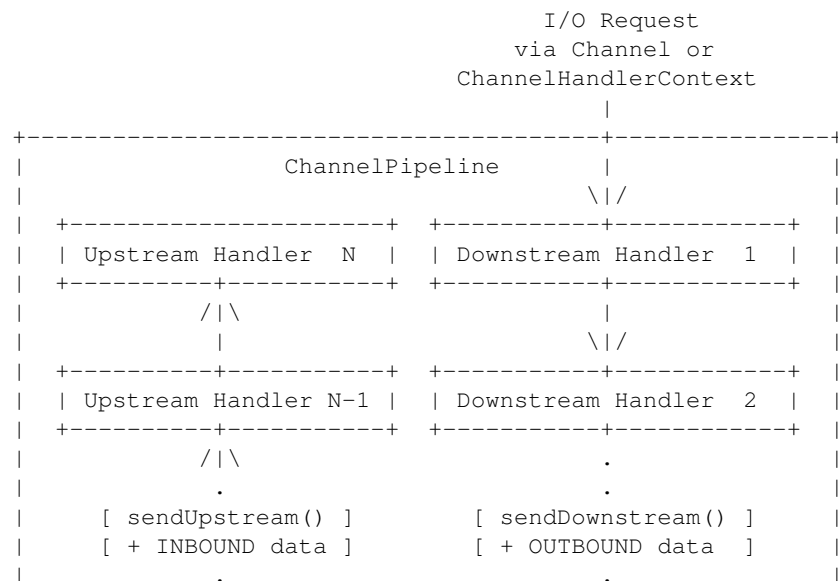 I/O Request
                                     via Channel or
                                 ChannelHandlerContext
                                           |
+----------------------------------------+---------------+
|                  ChannelPipeline       |               |
|                                       \|/              |
|  +----------------------+  +-----------+------------+  |
|  | Upstream Handler  N  |  | Downstream Handler  1  |  |
|  +----------+-----------+  +-----------+------------+  |
|            /|\                         |               |
|             |                         \|/              |
|  +----------+-----------+  +-----------+------------+  |
|  | Upstream Handler N-1 |  | Downstream Handler  2  |  |
|  +----------+-----------+  +-----------+------------+  |
|            /|\                         .               |
|             .                          .               |
|     [ sendUpstream() ]        [ sendDownstream() ]     |
|     [ + INBOUND data ]        [ + OUTBOUND data  ]     |
|             .                          .               |